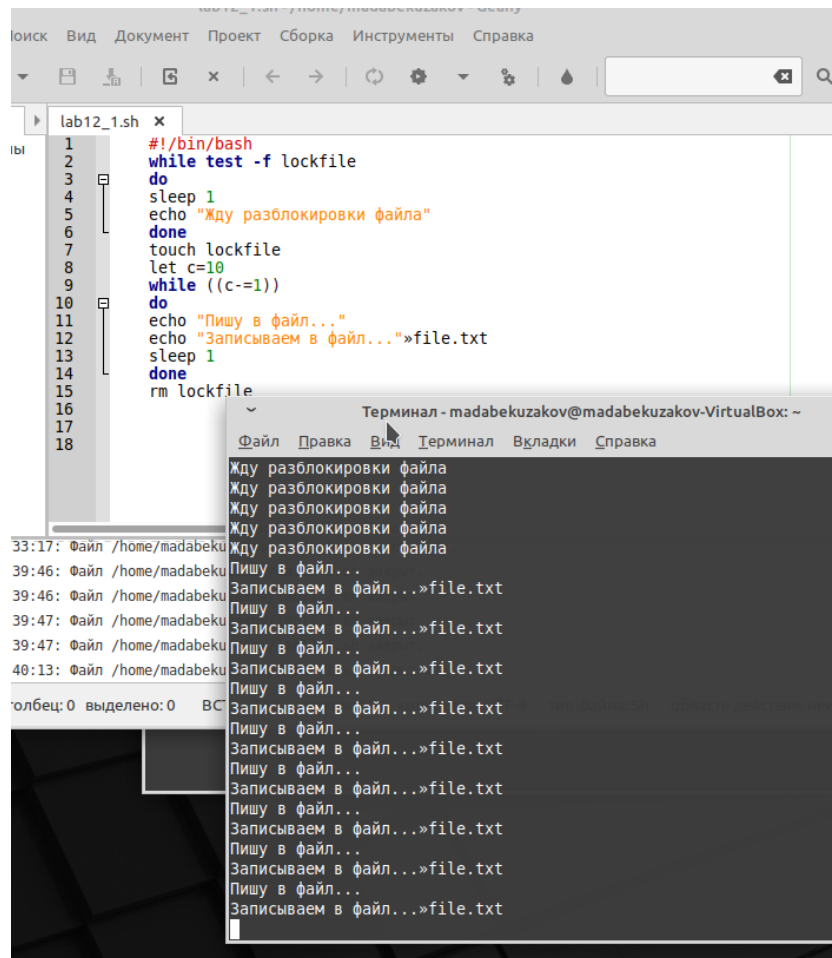 lab12_1.sh - /home/madabekuzakov - Geany
Поиск Вид Документ Проект Сборка Инструменты Справка
lab12_1.sh ×
1 #!/bin/bash
2 while test -f lockfile
3 do
4 sleep 1
5 echo "Жду разблокировки файла"
6 done
7 touch lockfile
8 let c=10
9 while ((c-=1))
10 do
11 echo "Пишу в файл..."
12 echo "Записываем в файл..."»file.txt
13 sleep 1
14 done
15 rm lockfile
16
17
18
Терминал - madabekuzakov@madabekuzakov-VirtualBox: ~
Файл Правка Вид Терминал Вкладки Справка
Жду разблокировки файла
Жду разблокировки файла
Жду разблокировки файла
Жду разблокировки файла
Жду разблокировки файла
Пишу в файл...
Записываем в файл...»file.txt
Пишу в файл...
Записываем в файл...»file.txt
Пишу в файл...
Записываем в файл...»file.txt
Пишу в файл...
Записываем в файл...»file.txt
Пишу в файл...
Записываем в файл...»file.txt
Пишу в файл...
Записываем в файл...»file.txt
Пишу в файл...
Записываем в файл...»file.txt
Пишу в файл...
Записываем в файл...»file.txt
Пишу в файл...
Записываем в файл...»file.txt
33:17: Файл /home/madabeku
39:46: Файл /home/madabeku
39:46: Файл /home/madabeku
39:47: Файл /home/madabeku
39:47: Файл /home/madabeku
40:13: Файл /home/madabeku
толбец: 0 выделено: 0 ВС